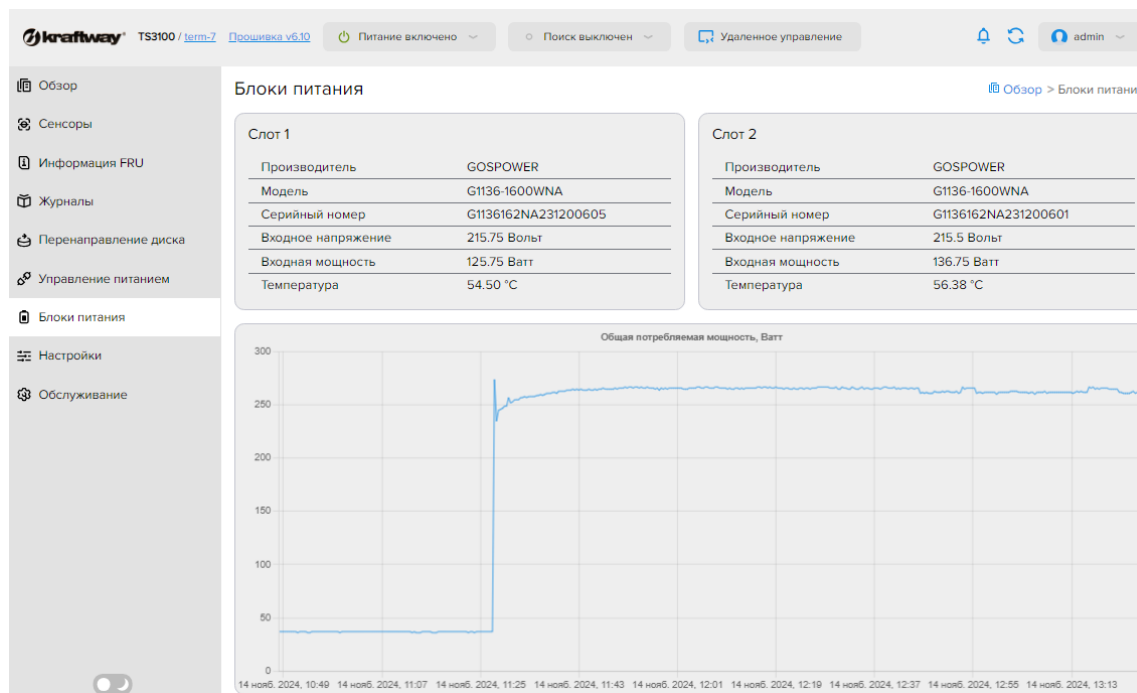 kraftway TS3100 / term-7 Прошивка v6.10 Питание включено Поиск выключен Удаленное управление admin
Обзор
Сенсоры
Информация FRU
Журналы
Перенаправление диска
Управление питанием
Блоки питания
Настройки
Обслуживание
Блоки питания
Обзор > Блоки питани
Слот 1
Производитель GOSPOWER
Модель G1136-1600WNA
Серийный номер G1136162NA231200605
Входное напряжение 215.75 Вольт
Входная мощность 125.75 Ватт
Температура 54.50 °C
Слот 2
Производитель GOSPOWER
Модель G1136-1600WNA
Серийный номер G1136162NA231200601
Входное напряжение 215.5 Вольт
Входная мощность 136.75 Ватт
Температура 56.38 °C
Общая потребляемая мощность, Ватт
300
250
200
150
100
50
0
14 нояб. 2024, 10:49 14 нояб. 2024, 11:07 14 нояб. 2024, 11:25 14 нояб. 2024, 11:43 14 нояб. 2024, 12:01 14 нояб. 2024, 12:19 14 нояб. 2024, 12:37 14 нояб. 2024, 12:55 14 нояб. 2024, 13:13